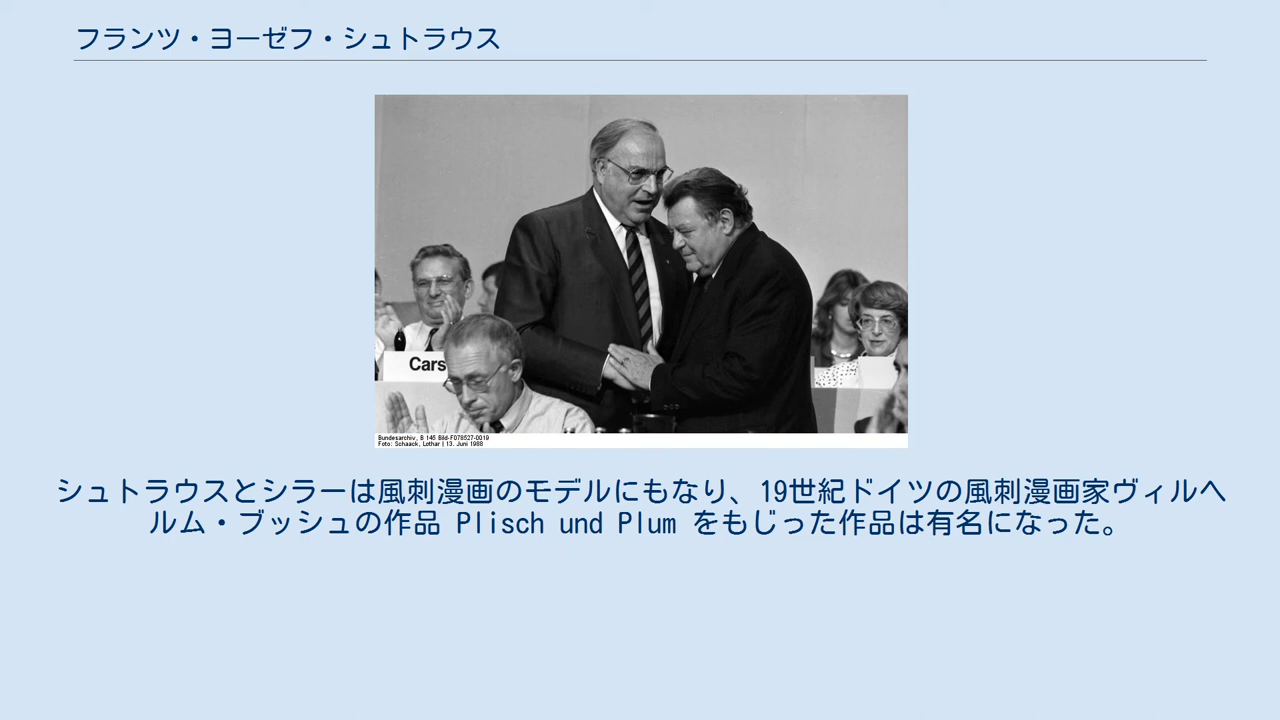 フランツ・ヨーゼフ・シュトラウス
Cars
Bundesarchiv, B 145 Bild-F078527-0019
Foto: Schaack, Lothar | 13. Juni 1988
シュトラウスとシラーは風刺漫画のモデルにもなり、19世紀ドイツの風刺漫画家ヴィルヘ
ルム・ブッシュの作品 Plisch und Plum をもじった作品は有名になった。